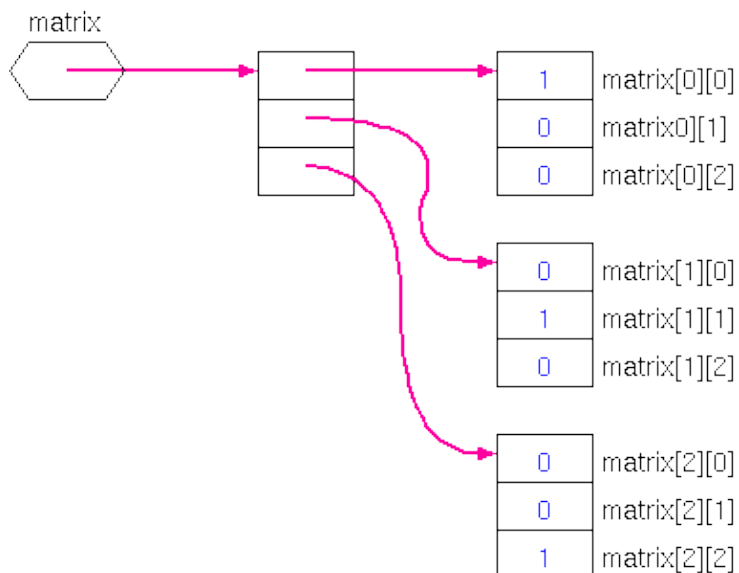 matrix
1 matrix[0][0]
0 matrix0][1]
0 matrix[0][2]
0 matrix[1][0]
1 matrix[1][1]
0 matrix[1][2]
0 matrix[2][0]
0 matrix[2][1]
1 matrix[2][2]